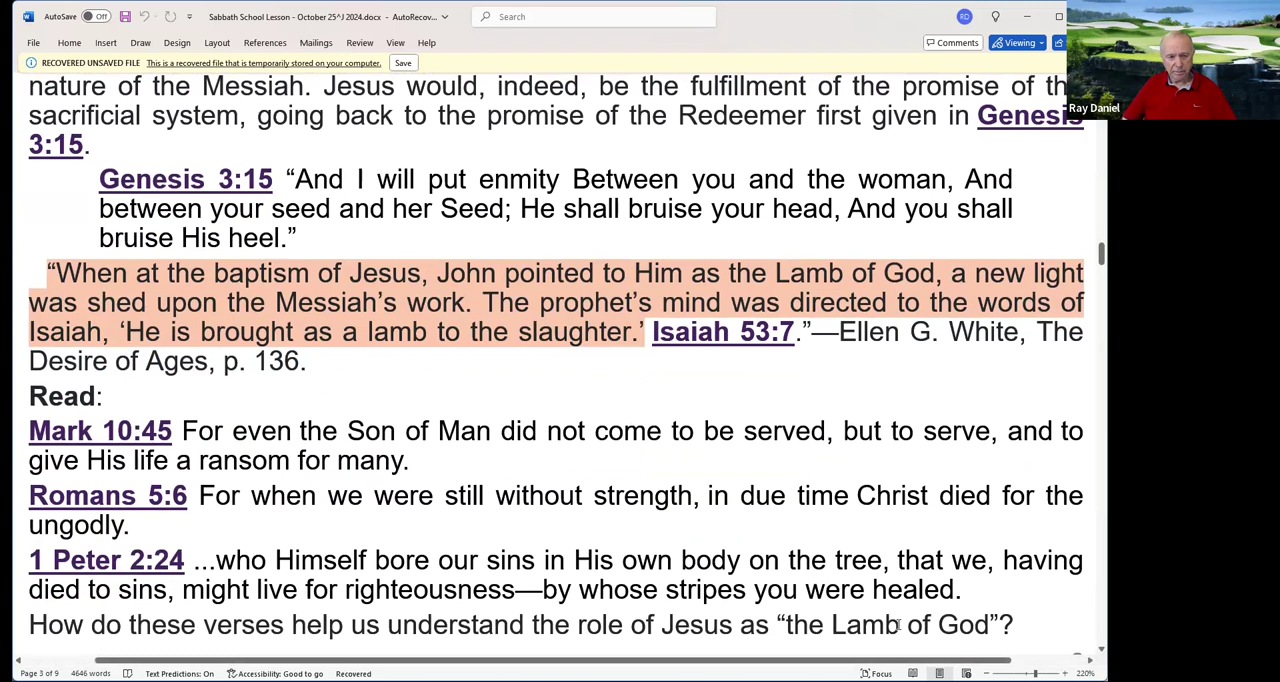 AutoSave Off Sabbath School Lesson - October 25^J 2024.docx - AutoRecov... Search RD
File Home Insert Draw Design Layout References Mailings Review View Help Comments Viewing
RECOVERED UNSAVED FILE This is a recovered file that is temporarily stored on your computer. Save
nature of the Messiah. Jesus would, indeed, be the fulfillment of the promise of
sacrificial system, going back to the promise of the Redeemer first given in Genesis
3:15.
Genesis 3:15 “And I will put enmity Between you and the woman, And
between your seed and her Seed; He shall bruise your head, And you shall
bruise His heel.”
“When at the baptism of Jesus, John pointed to Him as the Lamb of God, a new light
was shed upon the Messiah’s work. The prophet’s mind was directed to the words of
Isaiah, ‘He is brought as a lamb to the slaughter.’ Isaiah 53:7.”—Ellen G. White, The
Desire of Ages, p. 136.
Read:
Mark 10:45 For even the Son of Man did not come to be served, but to serve, and to
give His life a ransom for many.
Romans 5:6 For when we were still without strength, in due time Christ died for the
ungodly.
1 Peter 2:24 ...who Himself bore our sins in His own body on the tree, that we, having
died to sins, might live for righteousness—by whose stripes you were healed.
How do these verses help us understand the role of Jesus as “the Lamb of God”?
Page 3 of 9 4646 words Text Predictions: On Accessibility: Good to go Recovered Focus 220%
Ray Daniel